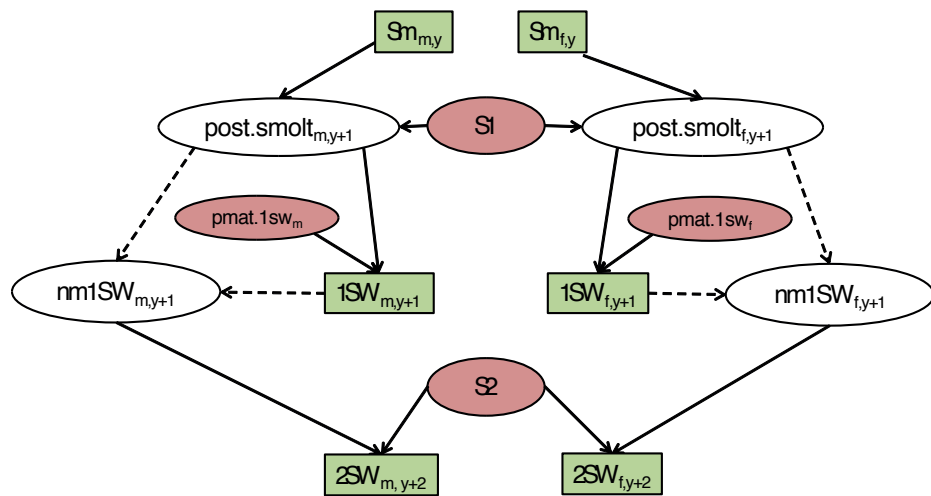 Sm m,y
Sm f,y
post.smolt m,y+1
S1
post.smolt f,y+1
pmat.1sw m
pmat.1sw f
nm1SW m,y+1
1SW m,y+1
1SW f,y+1
nm1SW f,y+1
S2
2SW m, y+2
2SW f,y+2